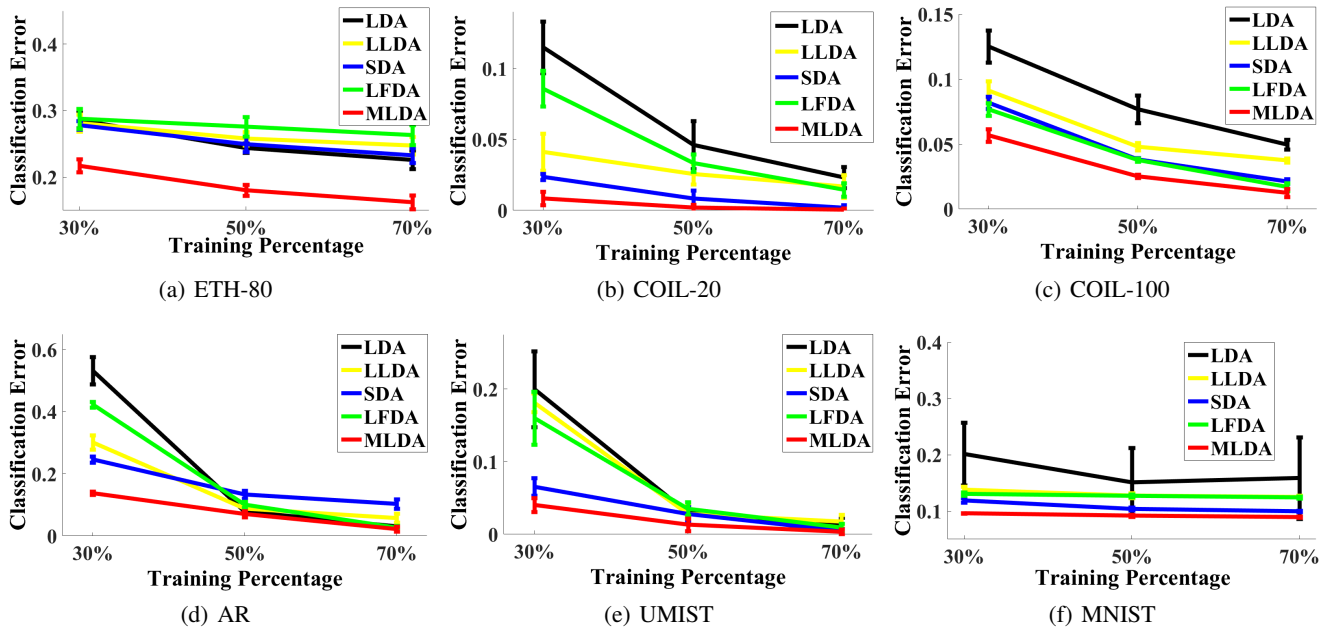 Classification Error
0.4
0.3
0.2
30%
50%
70%
Training Percentage
LDA
LLDA
SDA
LFDA
MLDA
(a) ETH-80
Classification Error
0.1
0.05
0
30%
50%
70%
Training Percentage
LDA
LLDA
SDA
LFDA
MLDA
(b) COIL-20
Classification Error
0.15
0.1
0.05
0
30%
50%
70%
Training Percentage
LDA
LLDA
SDA
LFDA
MLDA
(c) COIL-100
Classification Error
0.6
0.4
0.2
0
30%
50%
70%
Training Percentage
LDA
LLDA
SDA
LFDA
MLDA
(d) AR
Classification Error
0.2
0.1
0
30%
50%
70%
Training Percentage
LDA
LLDA
SDA
LFDA
MLDA
(e) UMIST
Classification Error
0.4
0.3
0.2
0.1
30%
50%
70%
Training Percentage
LDA
LLDA
SDA
LFDA
MLDA
(f) MNIST